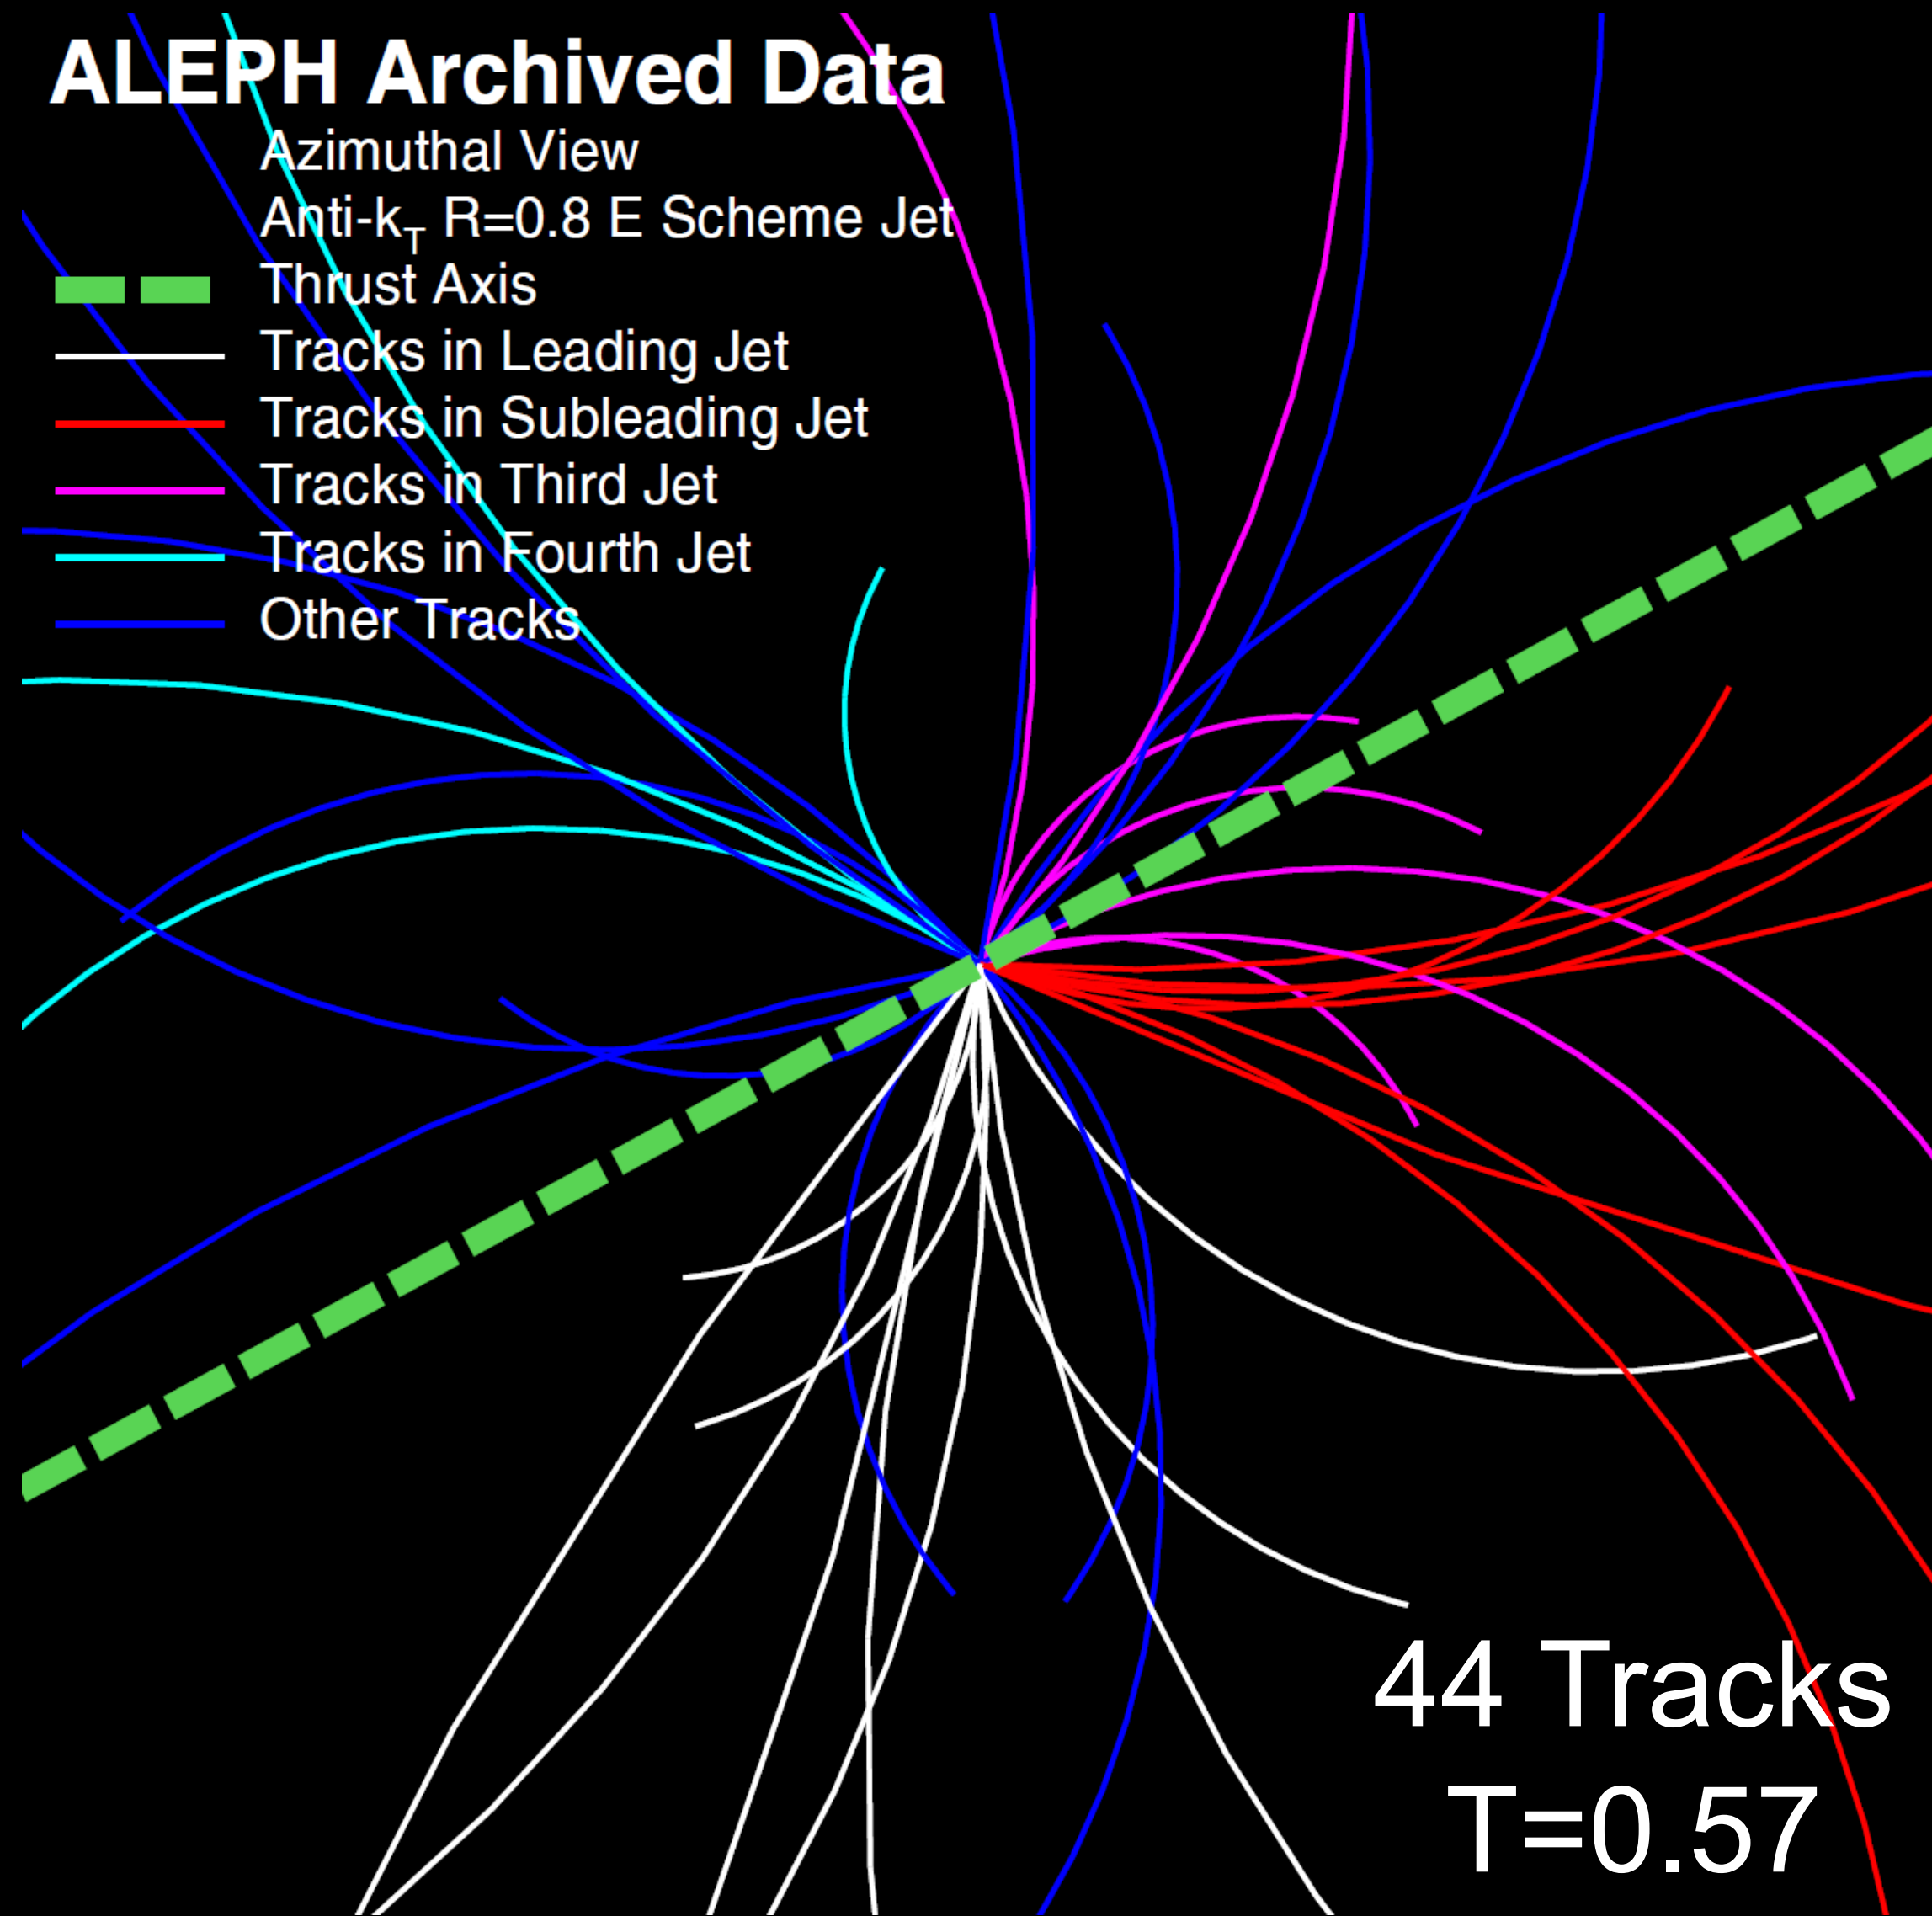 ALEPH Archived Data
Azimuthal View
Anti-kT R=0.8 E Scheme Jet
Thrust Axis
Tracks in Leading Jet
Tracks in Subleading Jet
Tracks in Third Jet
Tracks in Fourth Jet
Other Tracks
44 Tracks
T=0.57